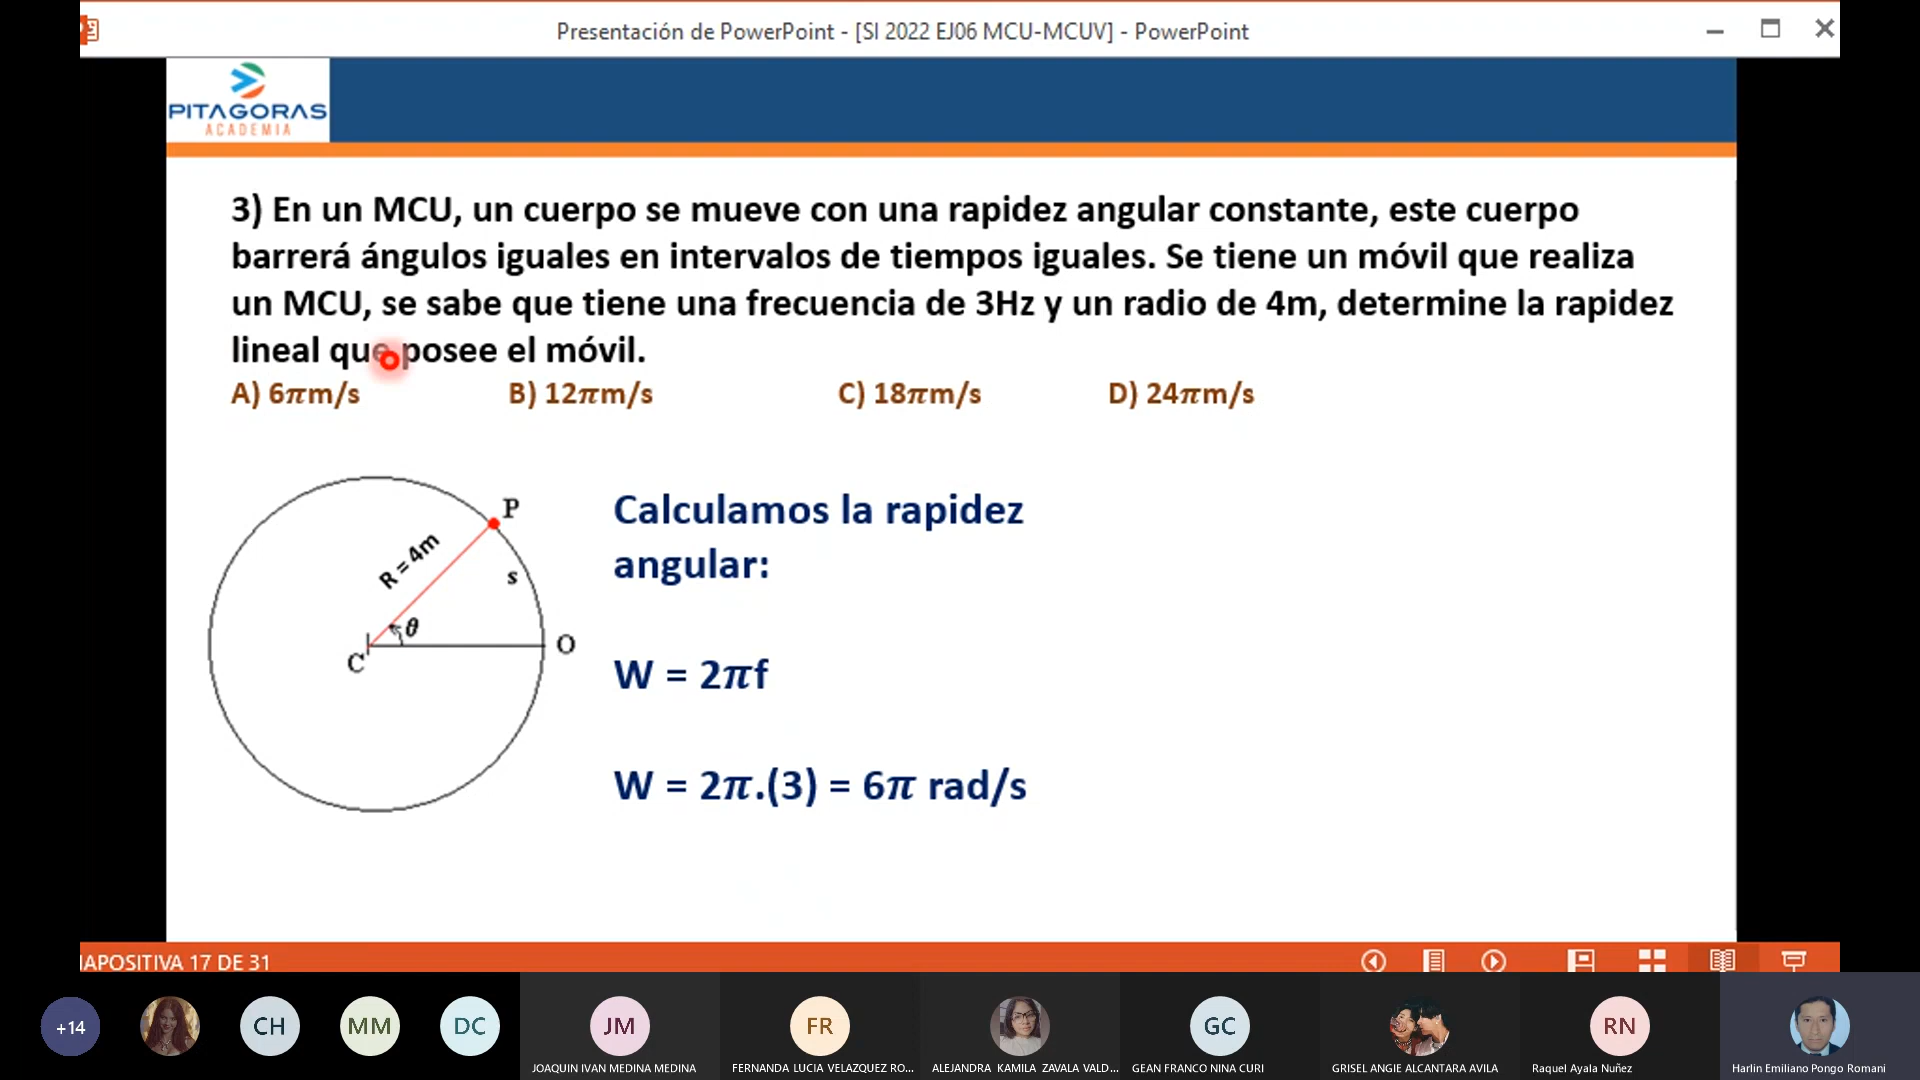 Presentación de PowerPoint - [SI 2022 EJ06 MCU-MCUV] - PowerPoint
PITAGORAS
ACADEMIA
3) En un MCU, un cuerpo se mueve con una rapidez angular constante, este cuerpo
barrerá ángulos iguales en intervalos de tiempos iguales. Se tiene un móvil que realiza
un MCU, se sabe que tiene una frecuencia de 3Hz y un radio de 4m, determine la rapidez
lineal que posee el móvil.
A) 6πm/s B) 12πm/s C) 18πm/s D) 24πm/s
P
R = 4m
s
θ
C
O
Calculamos la rapidez
angular:
W = 2πf
W = 2π.(3) = 6π rad/s
IAPOSITIVA 17 DE 31
+14
CH
MM
DC
JM
FR
GC
RN
JOAQUIN IVAN MEDINA MEDINA
FERNANDA LUCIA VELAZQUEZ RO...
ALEJANDRA KAMILA ZAVALA VALD...
GEAN FRANCO NINA CURI
GRISEL ANGIE ALCANTARA AVILA
Raquel Ayala Nuñez
Harlin Emiliano Pongo Romani